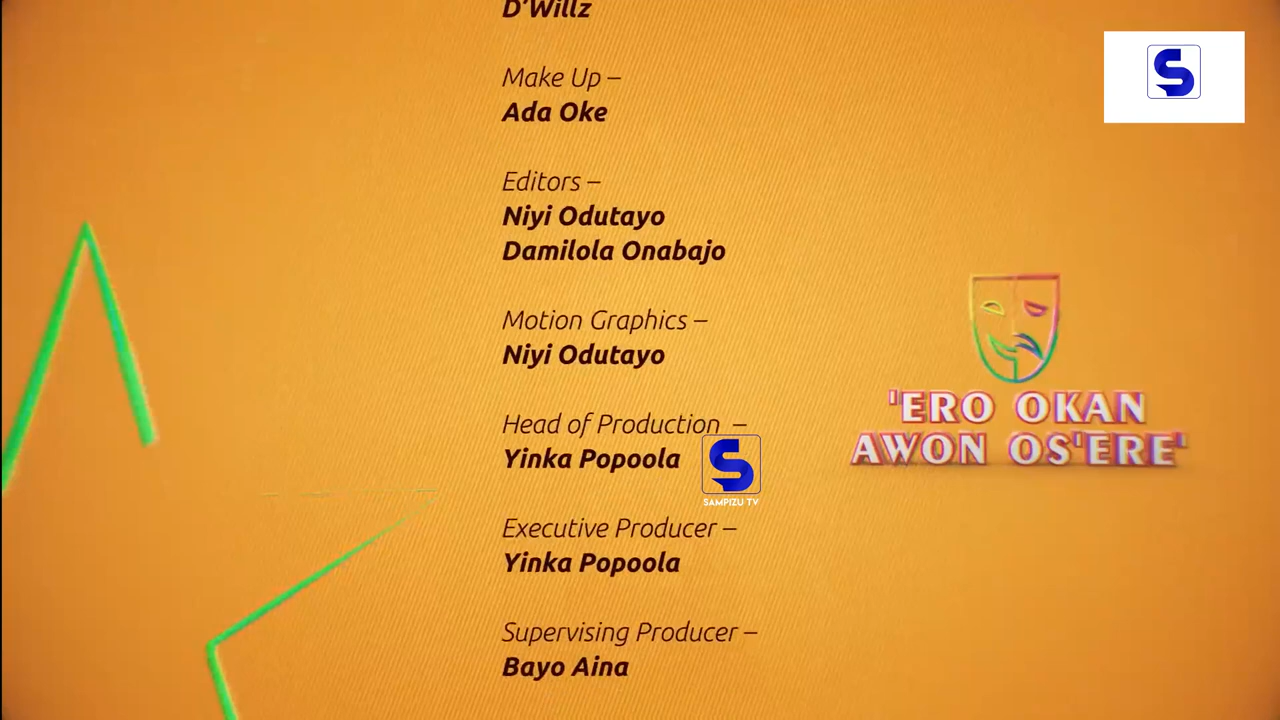 D'Willz
Make Up –
Ada Oke
Editors –
Niyi Odutayo
Damilola Onabajo
Motion Graphics –
Niyi Odutayo
Head of Production –
Yinka Popoola
Executive Producer –
Yinka Popoola
Supervising Producer –
Bayo Aina
S
S
SAMPIZU TV
'ERO OKAN
AWON OS'ERE'